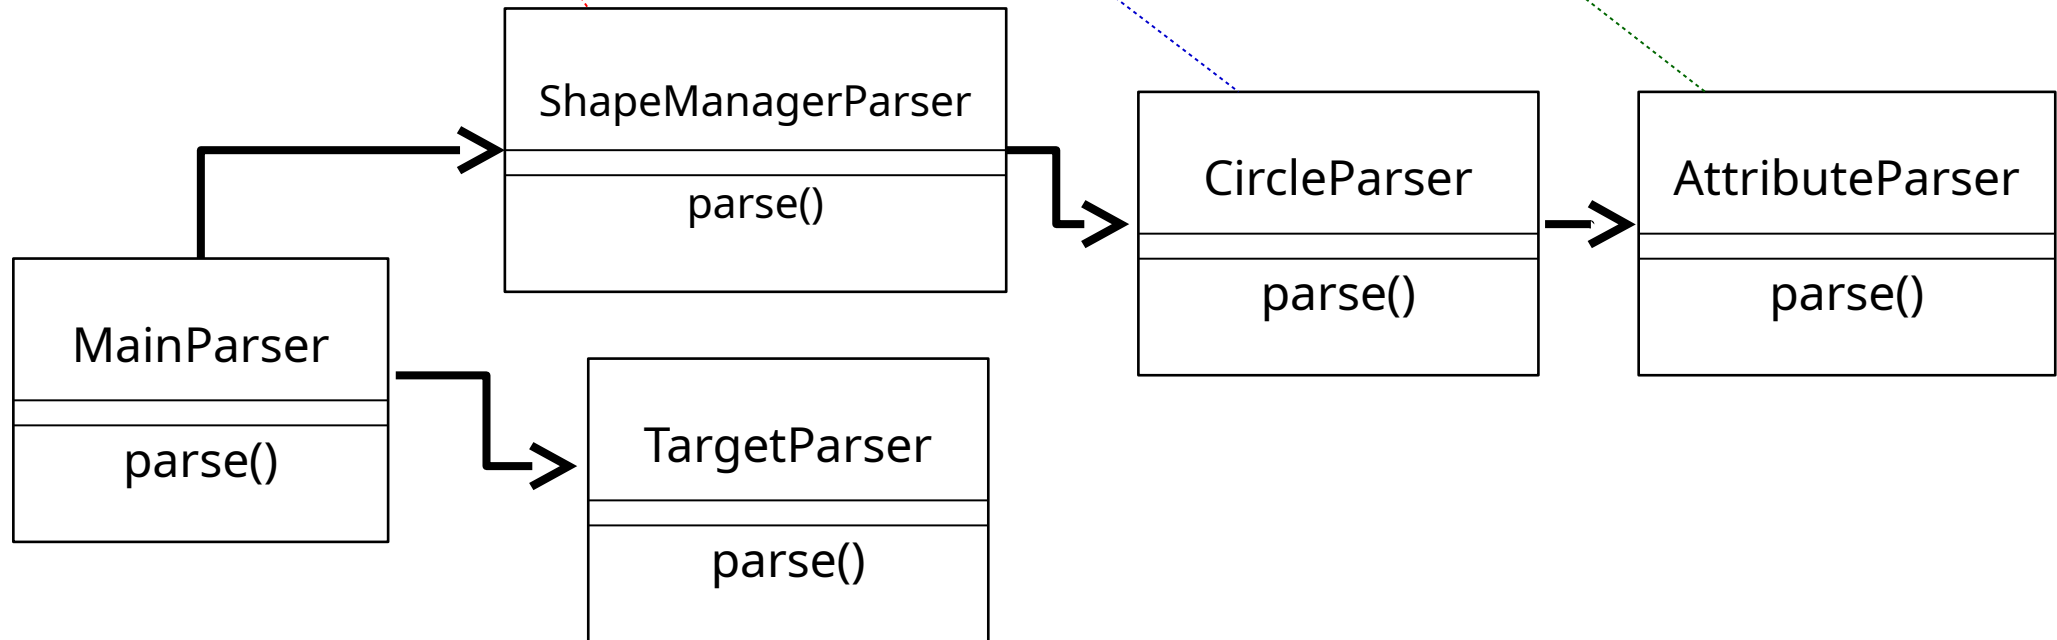 ShapeManagerParser
parse()
CircleParser
parse()
AttributeParser
parse()
MainParser
parse()
TargetParser
parse()